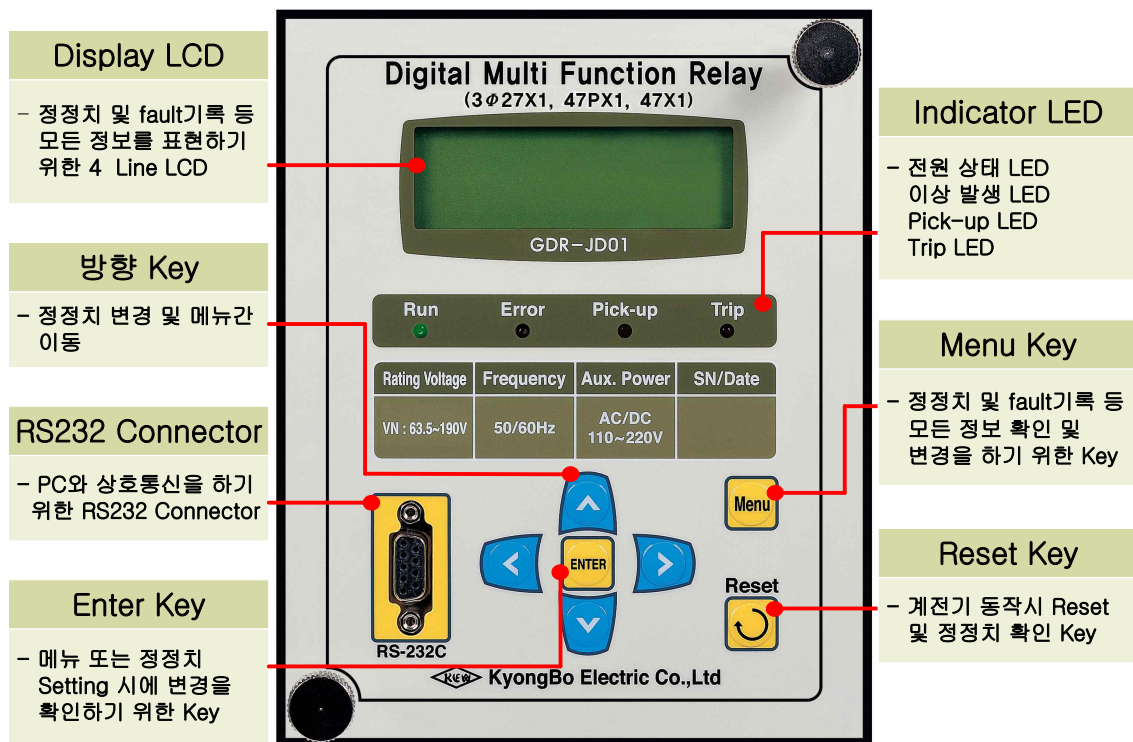 Display LCD
- 정정치 및 fault기록 등
모든 정보를 표현하기
위한 4 Line LCD
방향 Key
- 정정치 변경 및 메뉴간
이동
RS232 Connector
- PC와 상호통신을 하기
위한 RS232 Connector
Enter Key
- 메뉴 또는 정정치
Setting 시에 변경을
확인하기 위한 Key
Digital Multi Function Relay
(3Φ27X1, 47PX1, 47X1)
GDR-JD01
Run Error Pick-up Trip
Rating Voltage Frequency Aux. Power SN/Date
VN : 63.5~190V 50/60Hz AC/DC
110~220V
Menu
ENTER
Reset
RS-232C
KEW KyongBo Electric Co.,Ltd
Indicator LED
- 전원 상태 LED
이상 발생 LED
Pick-up LED
Trip LED
Menu Key
- 정정치 및 fault기록 등
모든 정보 확인 및
변경을 하기 위한 Key
Reset Key
- 계전기 동작시 Reset
및 정정치 확인 Key